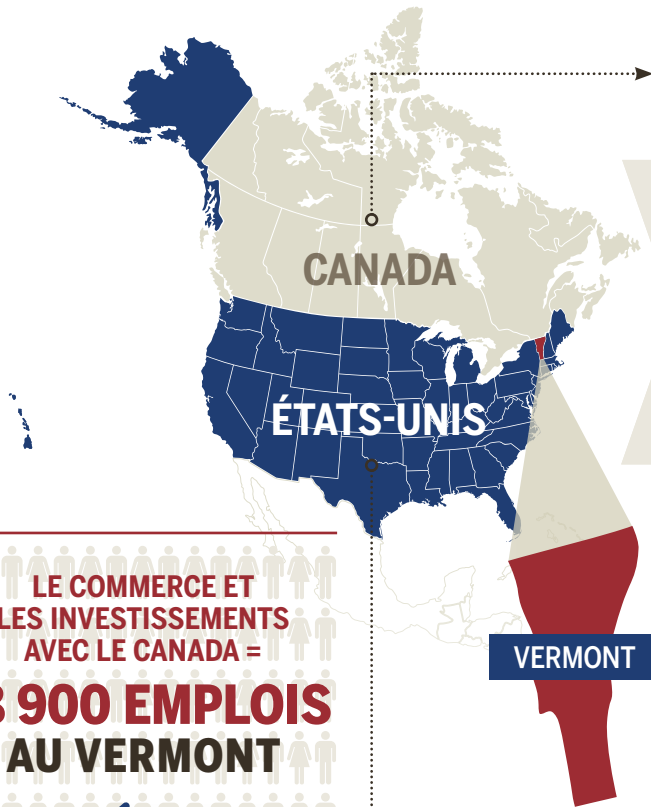 CANADA
ÉTATS-UNIS
LE COMMERCE ET
LES INVESTISSEMENTS
AVEC LE CANADA =
900 EMPLOIS
AU VERMONT
VERMONT